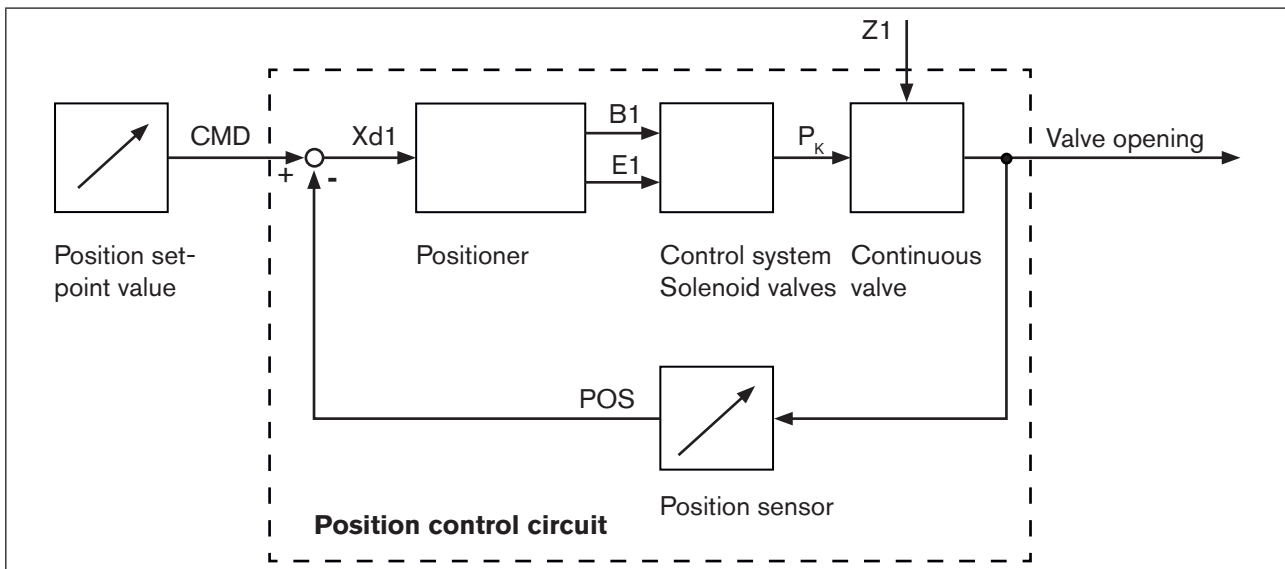 Z1
CMD
+
-
Xd1
B1
E1
PK
Valve opening
Position set-
point value
Positioner
Control system
Solenoid valves
Continuous
valve
POS
Position sensor
Position control circuit